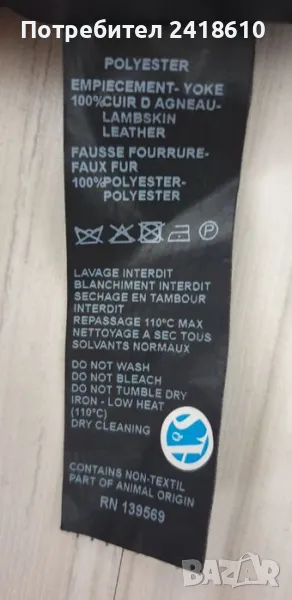 Потребител 2418610
POLYESTER
EMPIECEMENT- YOKE
100%CUIR D AGNEAU-
LAMBSKIN
LEATHER
FAUSSE FOURRURE-
FAUX FUR
100%POLYESTER-
POLYESTER
P
LAVAGE INTERDIT
BLANCHIMENT INTERDIT
SECHAGE EN TAMBOUR
INTERDIT
REPASSAGE 110°C MAX
NETTOYAGE A SEC TOUS
SOLVANTS NORMAUX
DO NOT WASH
DO NOT BLEACH
DO NOT TUMBLE DRY
IRON - LOW HEAT
(110°C)
DRY CLEANING
CONTAINS NON-TEXTIL
PART OF ANIMAL ORIGIN
RN 139569
BAZAR